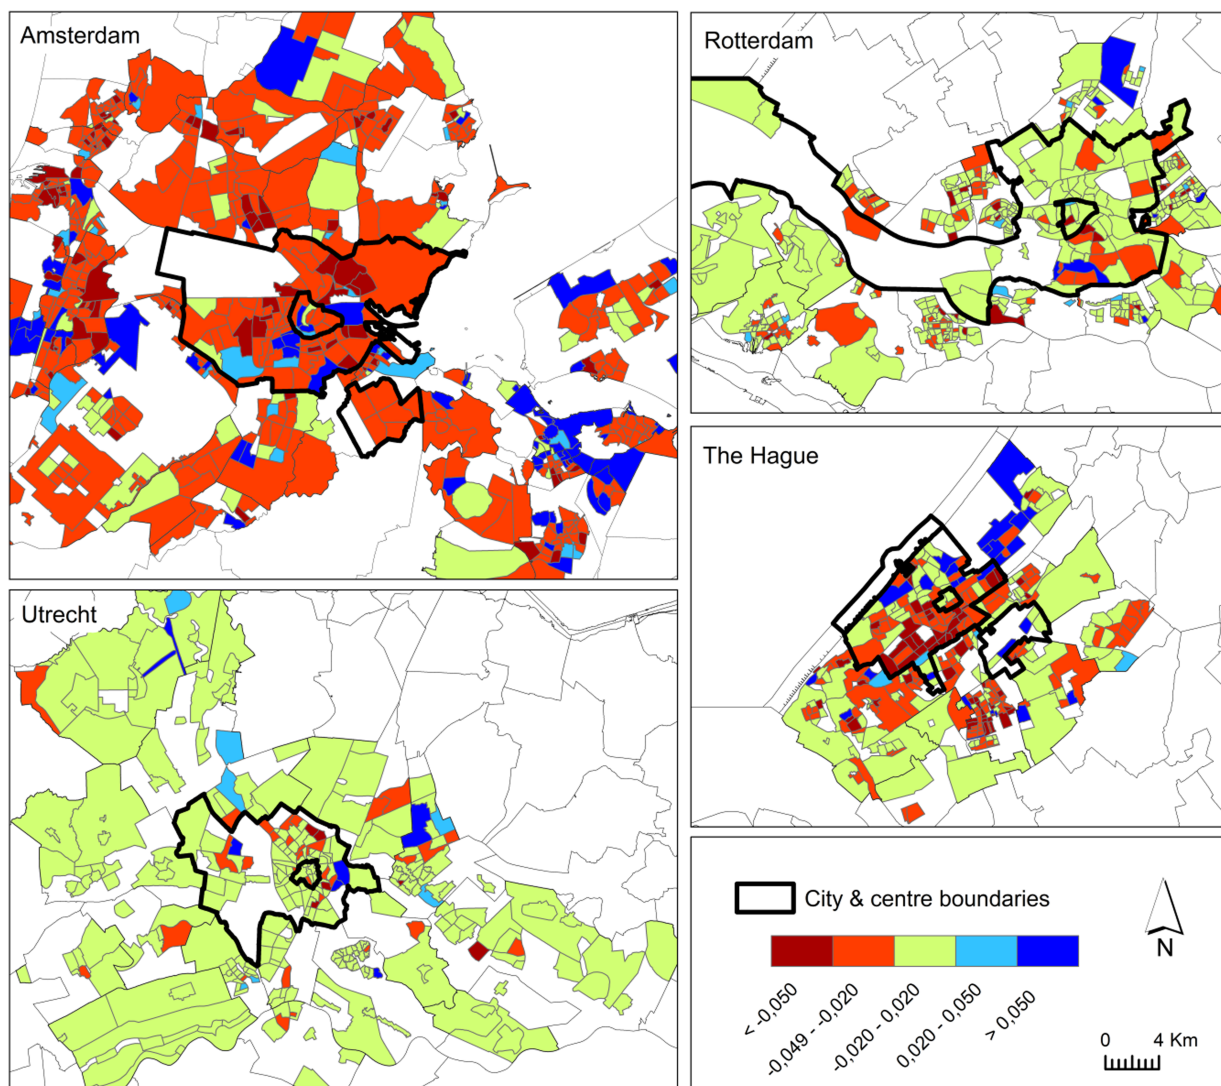 Amsterdam
Rotterdam
The Hague
Utrecht
City & centre boundaries
< -0,050
-0,049 - -0,020
-0,020 - 0,020
0,020 - 0,050
> 0,050
N
0 4 Km